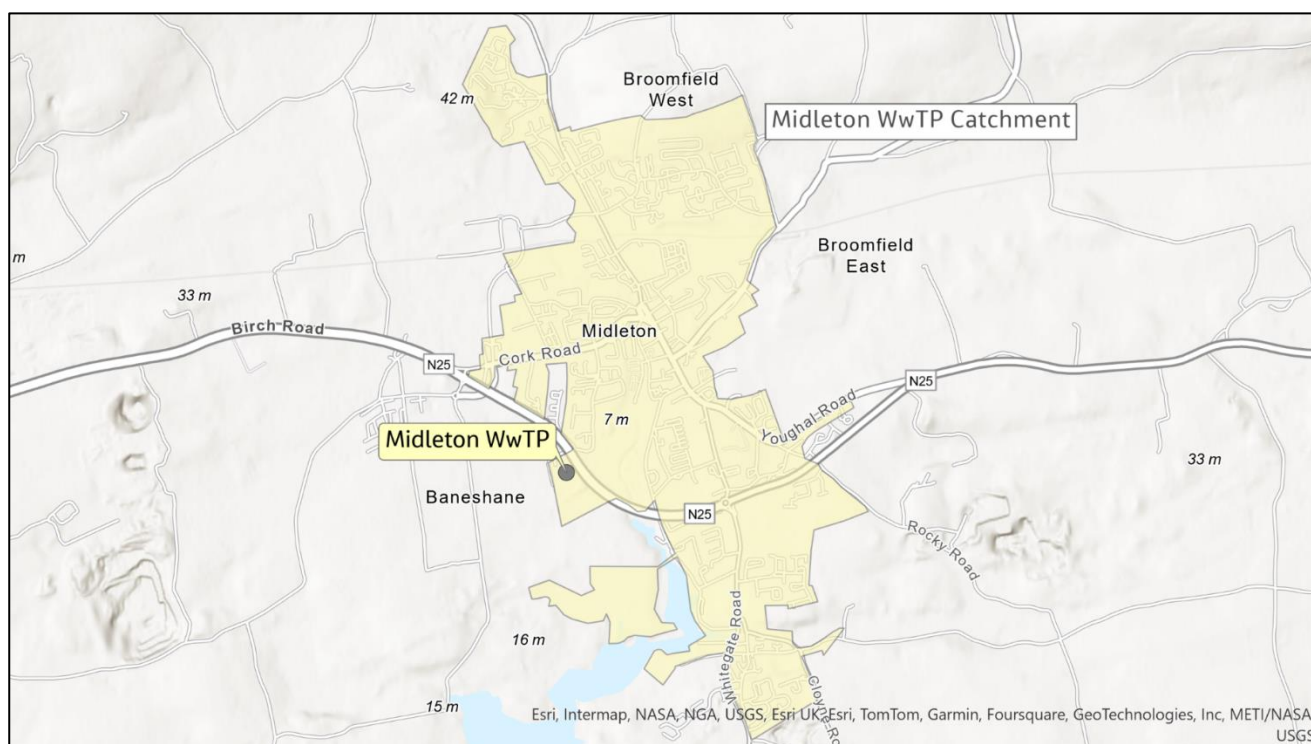 Broomfield
West
42 m
Midleton WwTP Catchment
Broomfield
East
m
33 m
Birch Road
Midleton
Cork Road
N25
N25
7 m
Youghal Road
Midleton WwTP
33 m
Baneshane
N25
Rocky Road
16 m
Whitegate Road
15 m
Esri, Intermap, NASA, NGA, USGS, Esri UK, Esri, TomTom, Garmin, Foursquare, GeoTechnologies, Inc, METI/NASA,
USGS